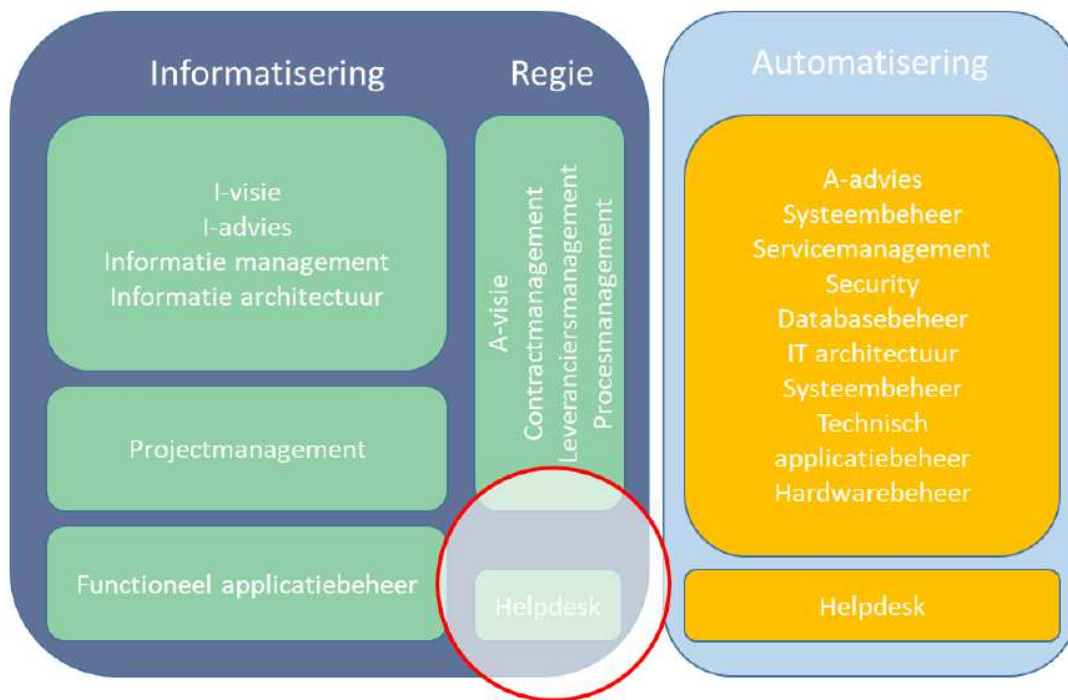 Informatisering
I-visie
I-advies
Informatie management
Informatie architectuur
Projectmanagement
Functioneel applicatiebeheer
Regie
A-visie
Contractmanagement
Leveranciersmanagement
Procesmanagement
Helpdesk
Automatisering
A-advies
Systeembeheer
Servicemanagement
Security
Databasebeheer
IT architectuur
Systeembeheer
Technisch
applicatiebeheer
Hardwarebeheer
Helpdesk